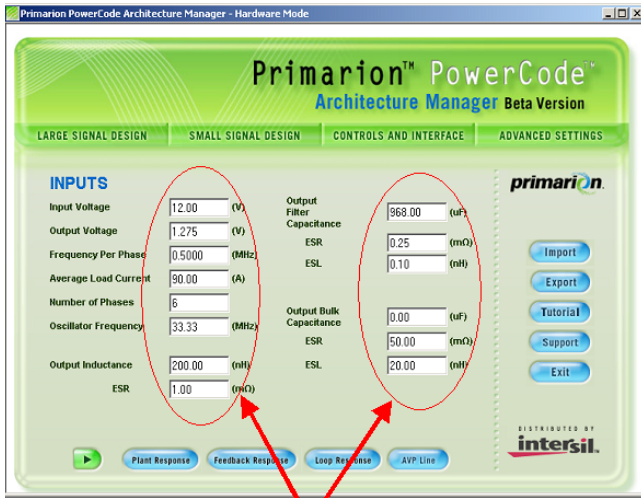 Primarion PowerCode Architecture Manager - Hardware Mode
Primarion™ PowerCode™
Architecture Manager Beta Version
LARGE SIGNAL DESIGN SMALL SIGNAL DESIGN CONTROLS AND INTERFACE ADVANCED SETTINGS
INPUTS
Input Voltage 12.00 (V)
Output Voltage 1.275 (V)
Frequency Per Phase 0.5000 (MHz)
Average Load Current 90.00 (A)
Number of Phases 6
Oscillator Frequency 33.33 (MHz)
Output Inductance 200.00 (nH)
ESR 1.00 (mΩ)
Output
Filter
Capacitance 968.00 (uF)
ESR 0.25 (mΩ)
ESL 0.10 (nH)
Output Bulk
Capacitance 0.00 (uF)
ESR 50.00 (mΩ)
ESL 20.00 (nH)
primarion.
Import
Export
Tutorial
Support
Exit
DISTRIBUTED BY
intersil.
Plant Response Feedback Response Loop Response AVP Line